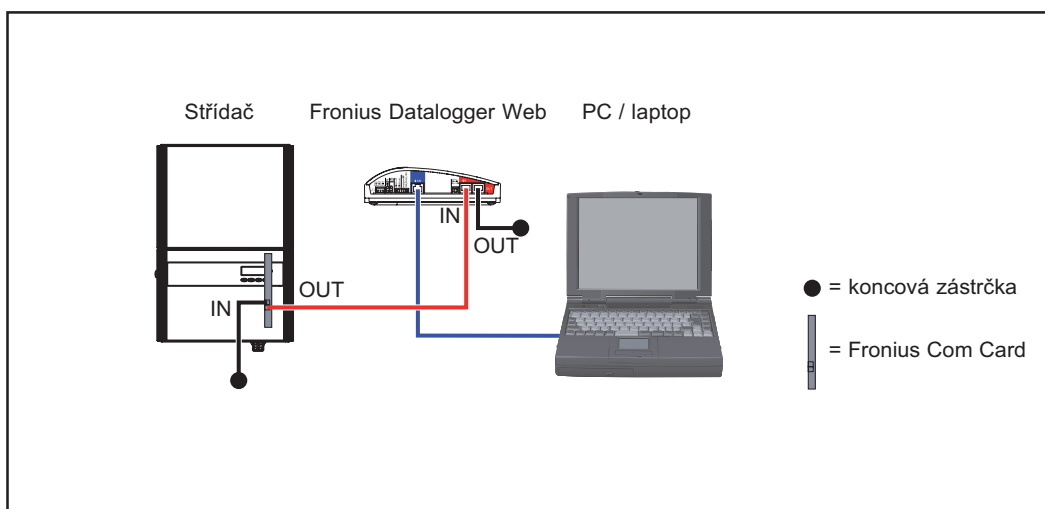 Střídač
Fronius Datalogger Web
PC / laptop
IN
OUT
IN
OUT
= koncová zástrčka
= Fronius Com Card